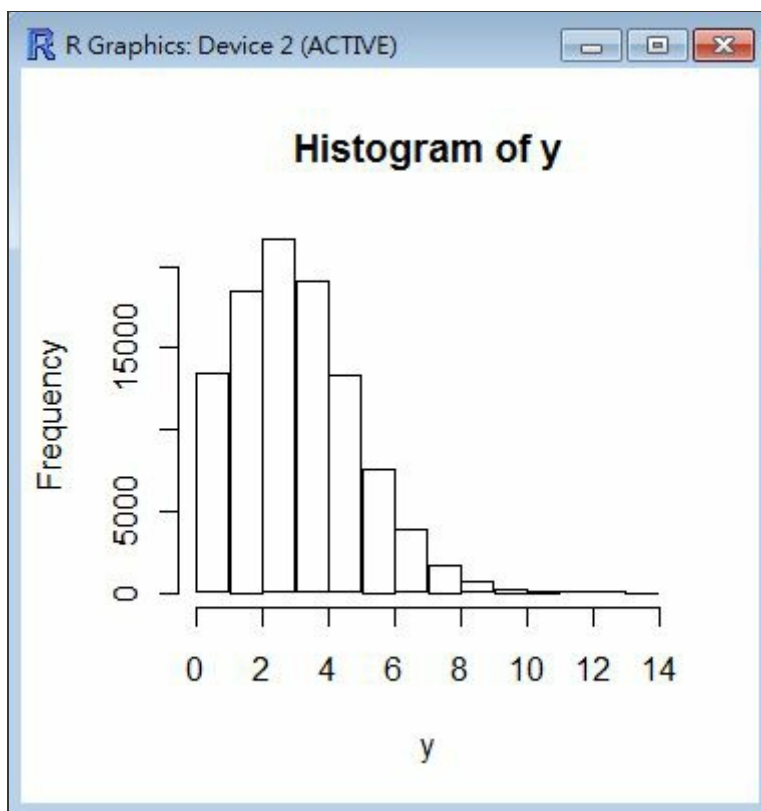 R Graphics: Device 2 (ACTIVE)
Histogram of y
Frequency
15000
5000
0
0 2 4 6 8 10 12 14
y